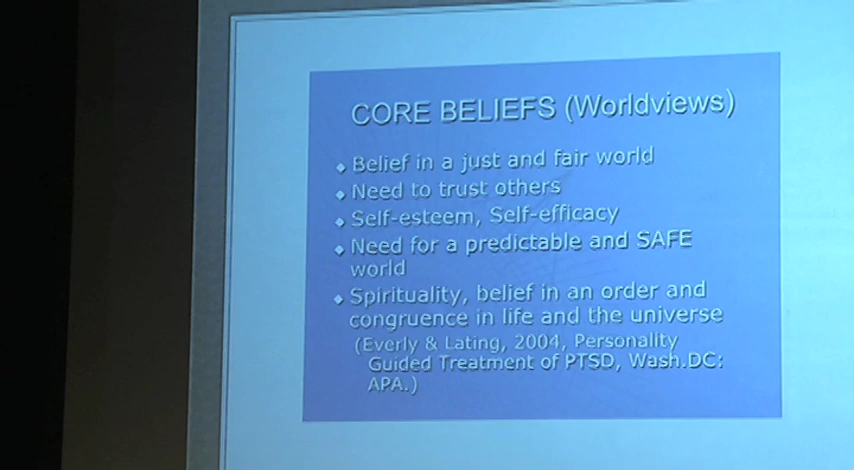 CORE BELIEFS (Worldviews)
◆ Belief in a just and fair world
◆ Need to trust others
◆ Self-esteem, Self-efficacy
◆ Need for a predictable and SAFE
world
◆ Spirituality, belief in an order and
congruence in life and the universe
(Everly & Lating, 2004, Personality
Guided Treatment of PTSD, Wash.DC:
APA.)